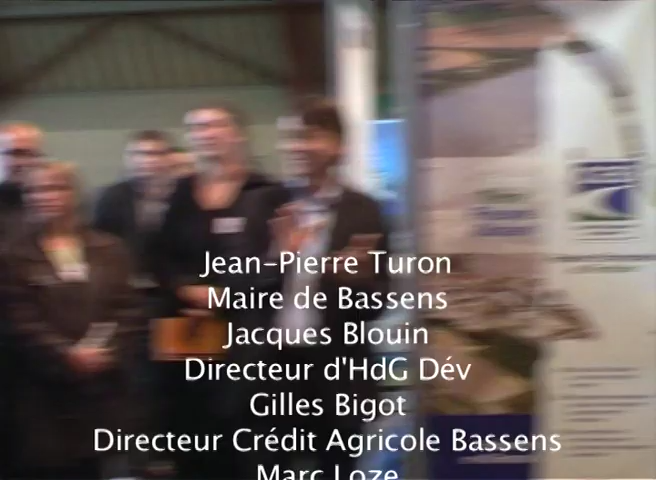 Jean-Pierre Turon
Maire de Bassens
Jacques Blouin
Directeur d'HdG Dév
Gilles Bigot
Directeur Crédit Agricole Bassens
Marc Loze